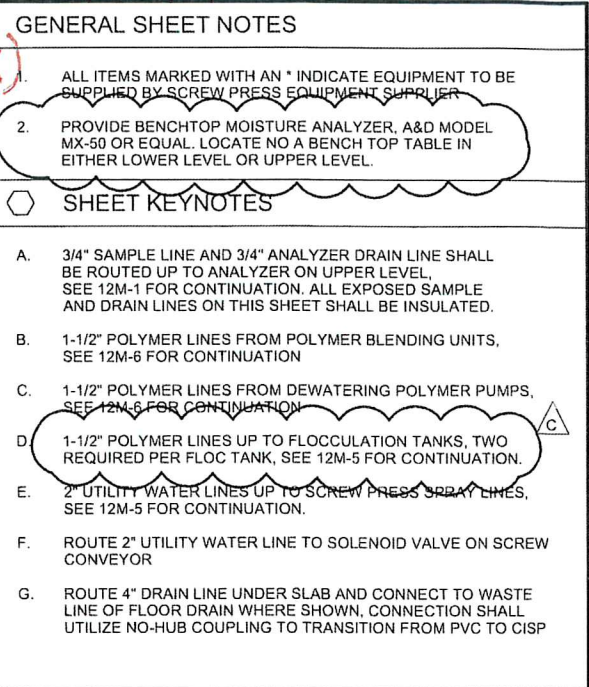 GENERAL SHEET NOTES
1. ALL ITEMS MARKED WITH AN * INDICATE EQUIPMENT TO BE
SUPPLIED BY SCREW PRESS EQUIPMENT SUPPLIER
2. PROVIDE BENCHTOP MOISTURE ANALYZER, A&D MODEL
MX-50 OR EQUAL. LOCATE NO A BENCH TOP TABLE IN
EITHER LOWER LEVEL OR UPPER LEVEL.
SHEET KEYNOTES
A. 3/4" SAMPLE LINE AND 3/4" ANALYZER DRAIN LINE SHALL
BE ROUTED UP TO ANALYZER ON UPPER LEVEL,
SEE 12M-1 FOR CONTINUATION. ALL EXPOSED SAMPLE
AND DRAIN LINES ON THIS SHEET SHALL BE INSULATED.
B. 1-1/2" POLYMER LINES FROM POLYMER BLENDING UNITS,
SEE 12M-6 FOR CONTINUATION
C. 1-1/2" POLYMER LINES FROM DEWATERING POLYMER PUMPS,
SEE 12M-6 FOR CONTINUATION
C
D. 1-1/2" POLYMER LINES UP TO FLOCCULATION TANKS, TWO
REQUIRED PER FLOC TANK, SEE 12M-5 FOR CONTINUATION.
E. 2" UTILITY WATER LINES UP TO SCREW PRESS SPRAY LINES,
SEE 12M-5 FOR CONTINUATION.
F. ROUTE 2" UTILITY WATER LINE TO SOLENOID VALVE ON SCREW
CONVEYOR
G. ROUTE 4" DRAIN LINE UNDER SLAB AND CONNECT TO WASTE
LINE OF FLOOR DRAIN WHERE SHOWN, CONNECTION SHALL
UTILIZE NO-HUB COUPLING TO TRANSITION FROM PVC TO CISP